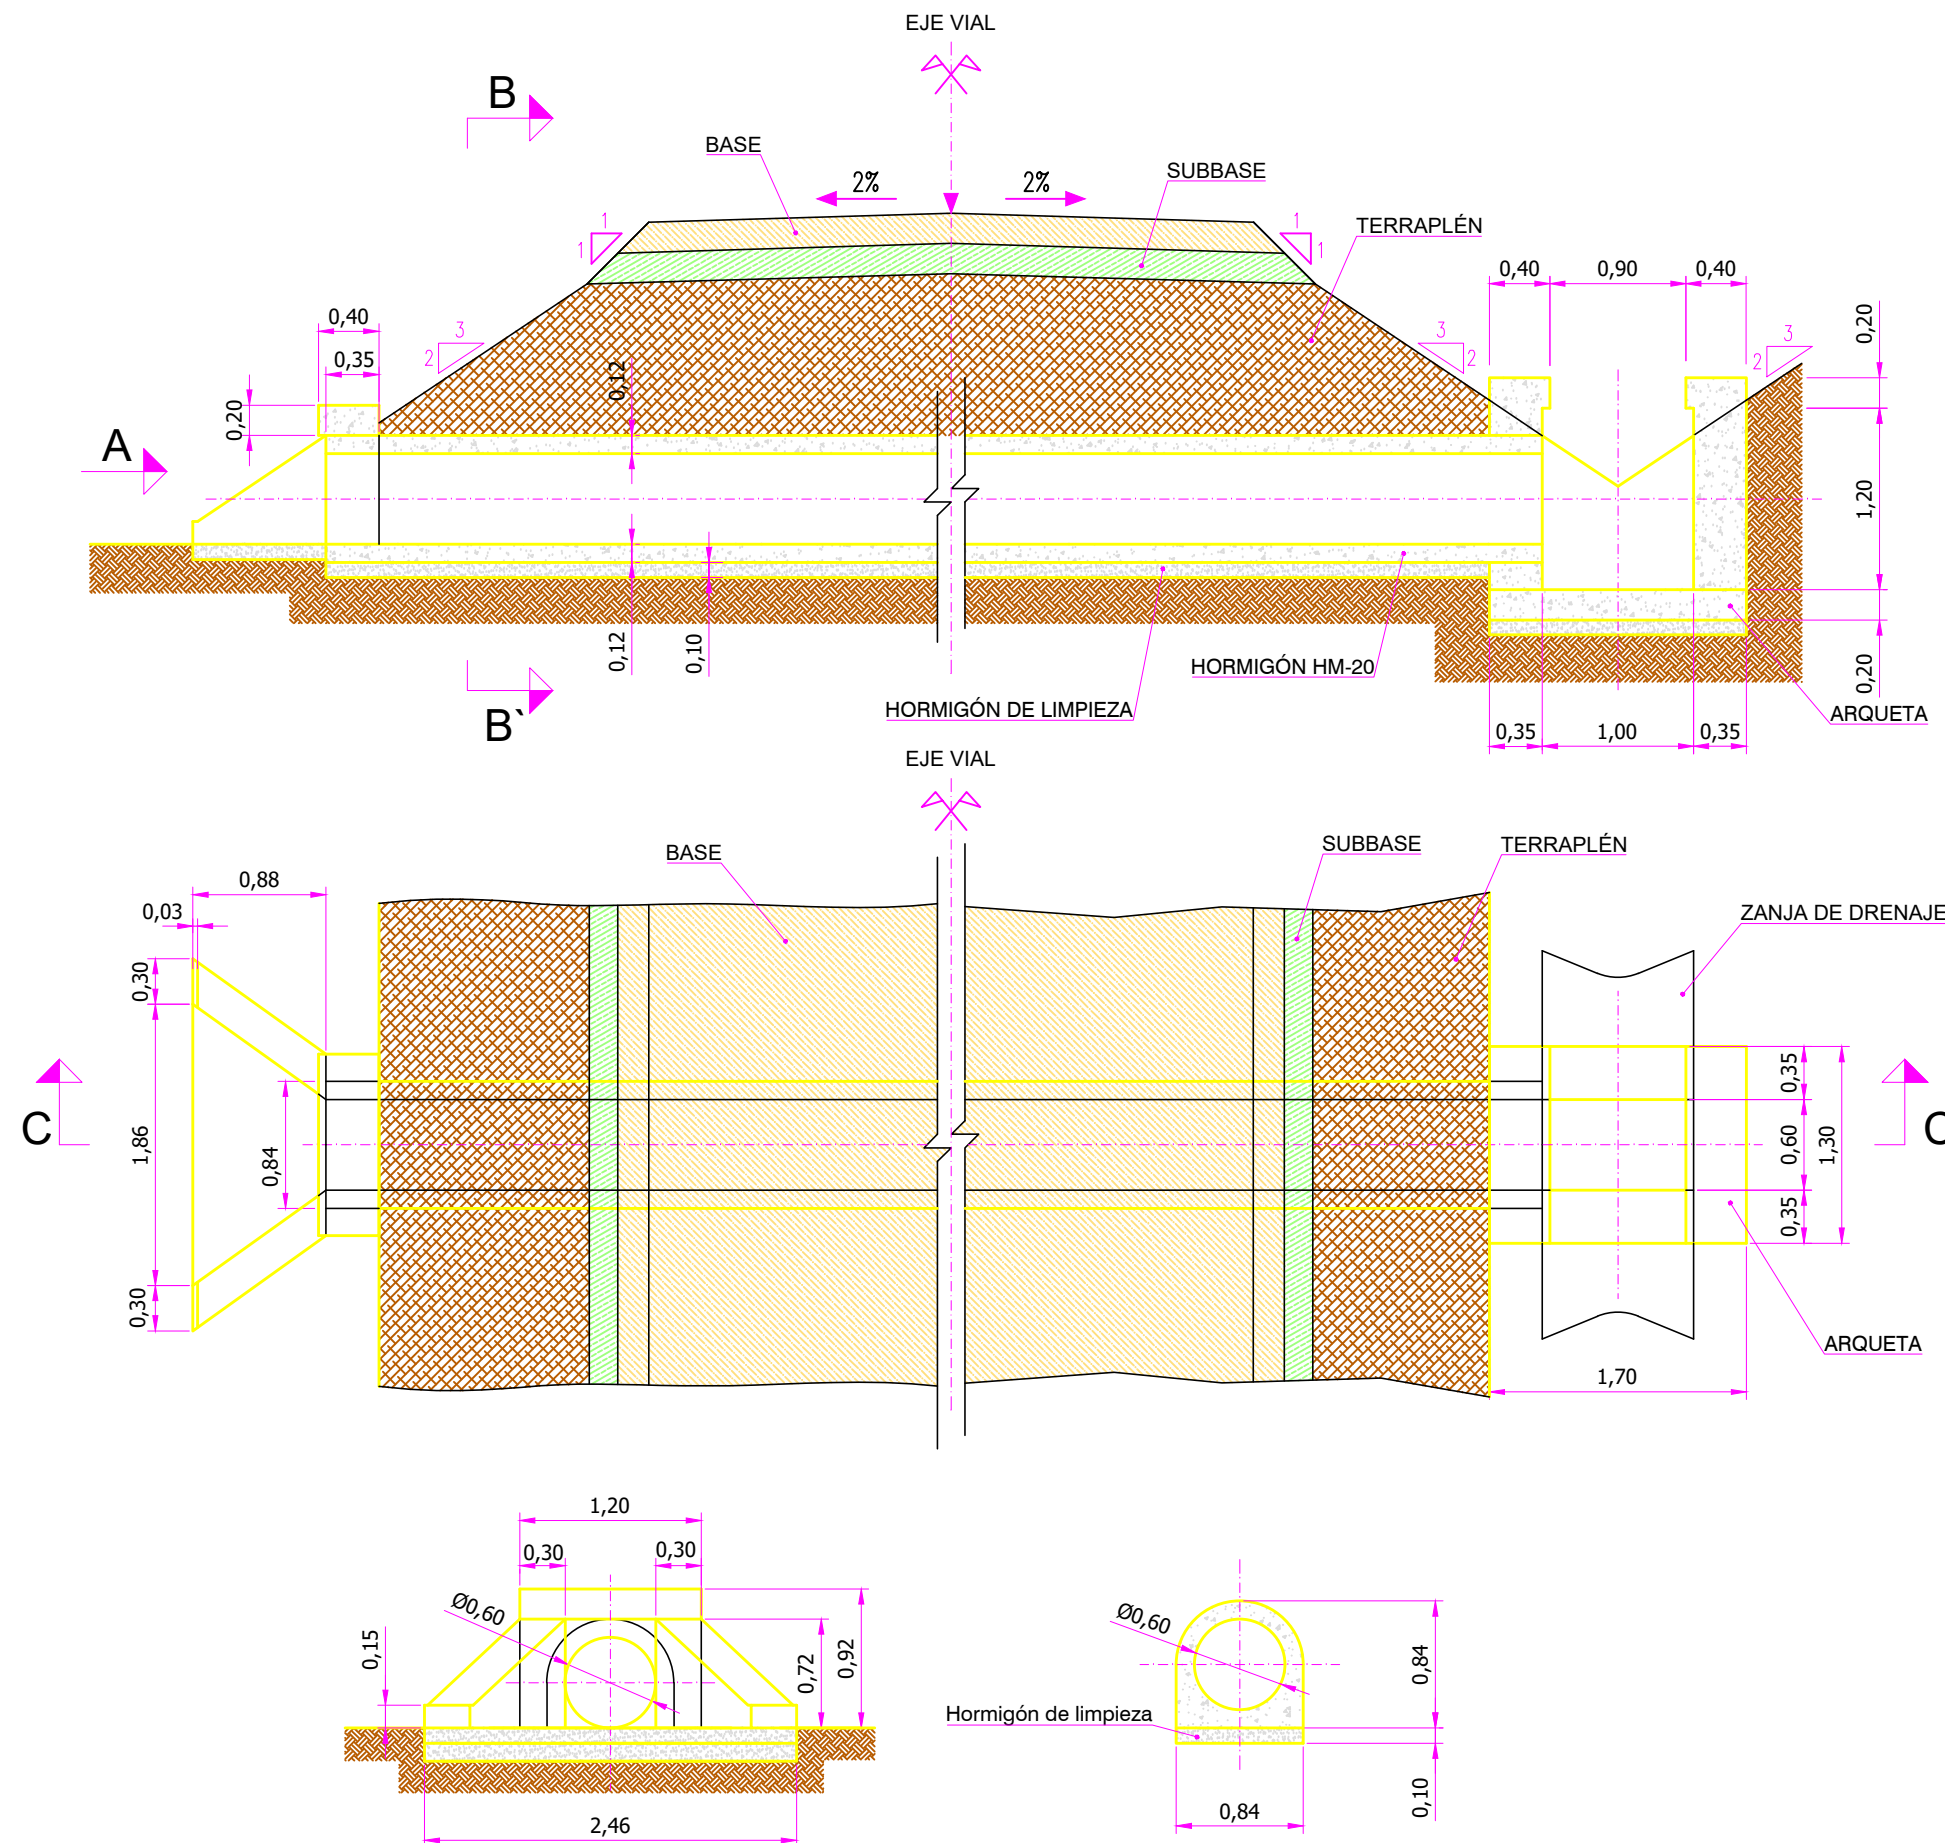 EJE VIAL
B
BASE
2%
2%
SUBBASE
1
1
1
1
TERRAPLÉN
0,40
0,90
0,40
0,20
0,40
0,35
3
2
0,12
3
2
3
2
0,20
A
1,20
0,12
0,10
HORMIGÓN HM-20
0,20
B`
HORMIGÓN DE LIMPIEZA
ARQUETA
0,35
1,00
0,35
EJE VIAL
BASE
SUBBASE
TERRAPLÉN
0,88
0,03
ZANJA DE DRENAJE
0,30
0,35
C
1,86
0,84
0,60
1,30
0,35
0,30
ARQUETA
1,70
1,20
0,30
0,30
Ø0,60
0,15
0,72
0,92
2,46
Ø0,60
0,84
Hormigón de limpieza
0,84
0,10